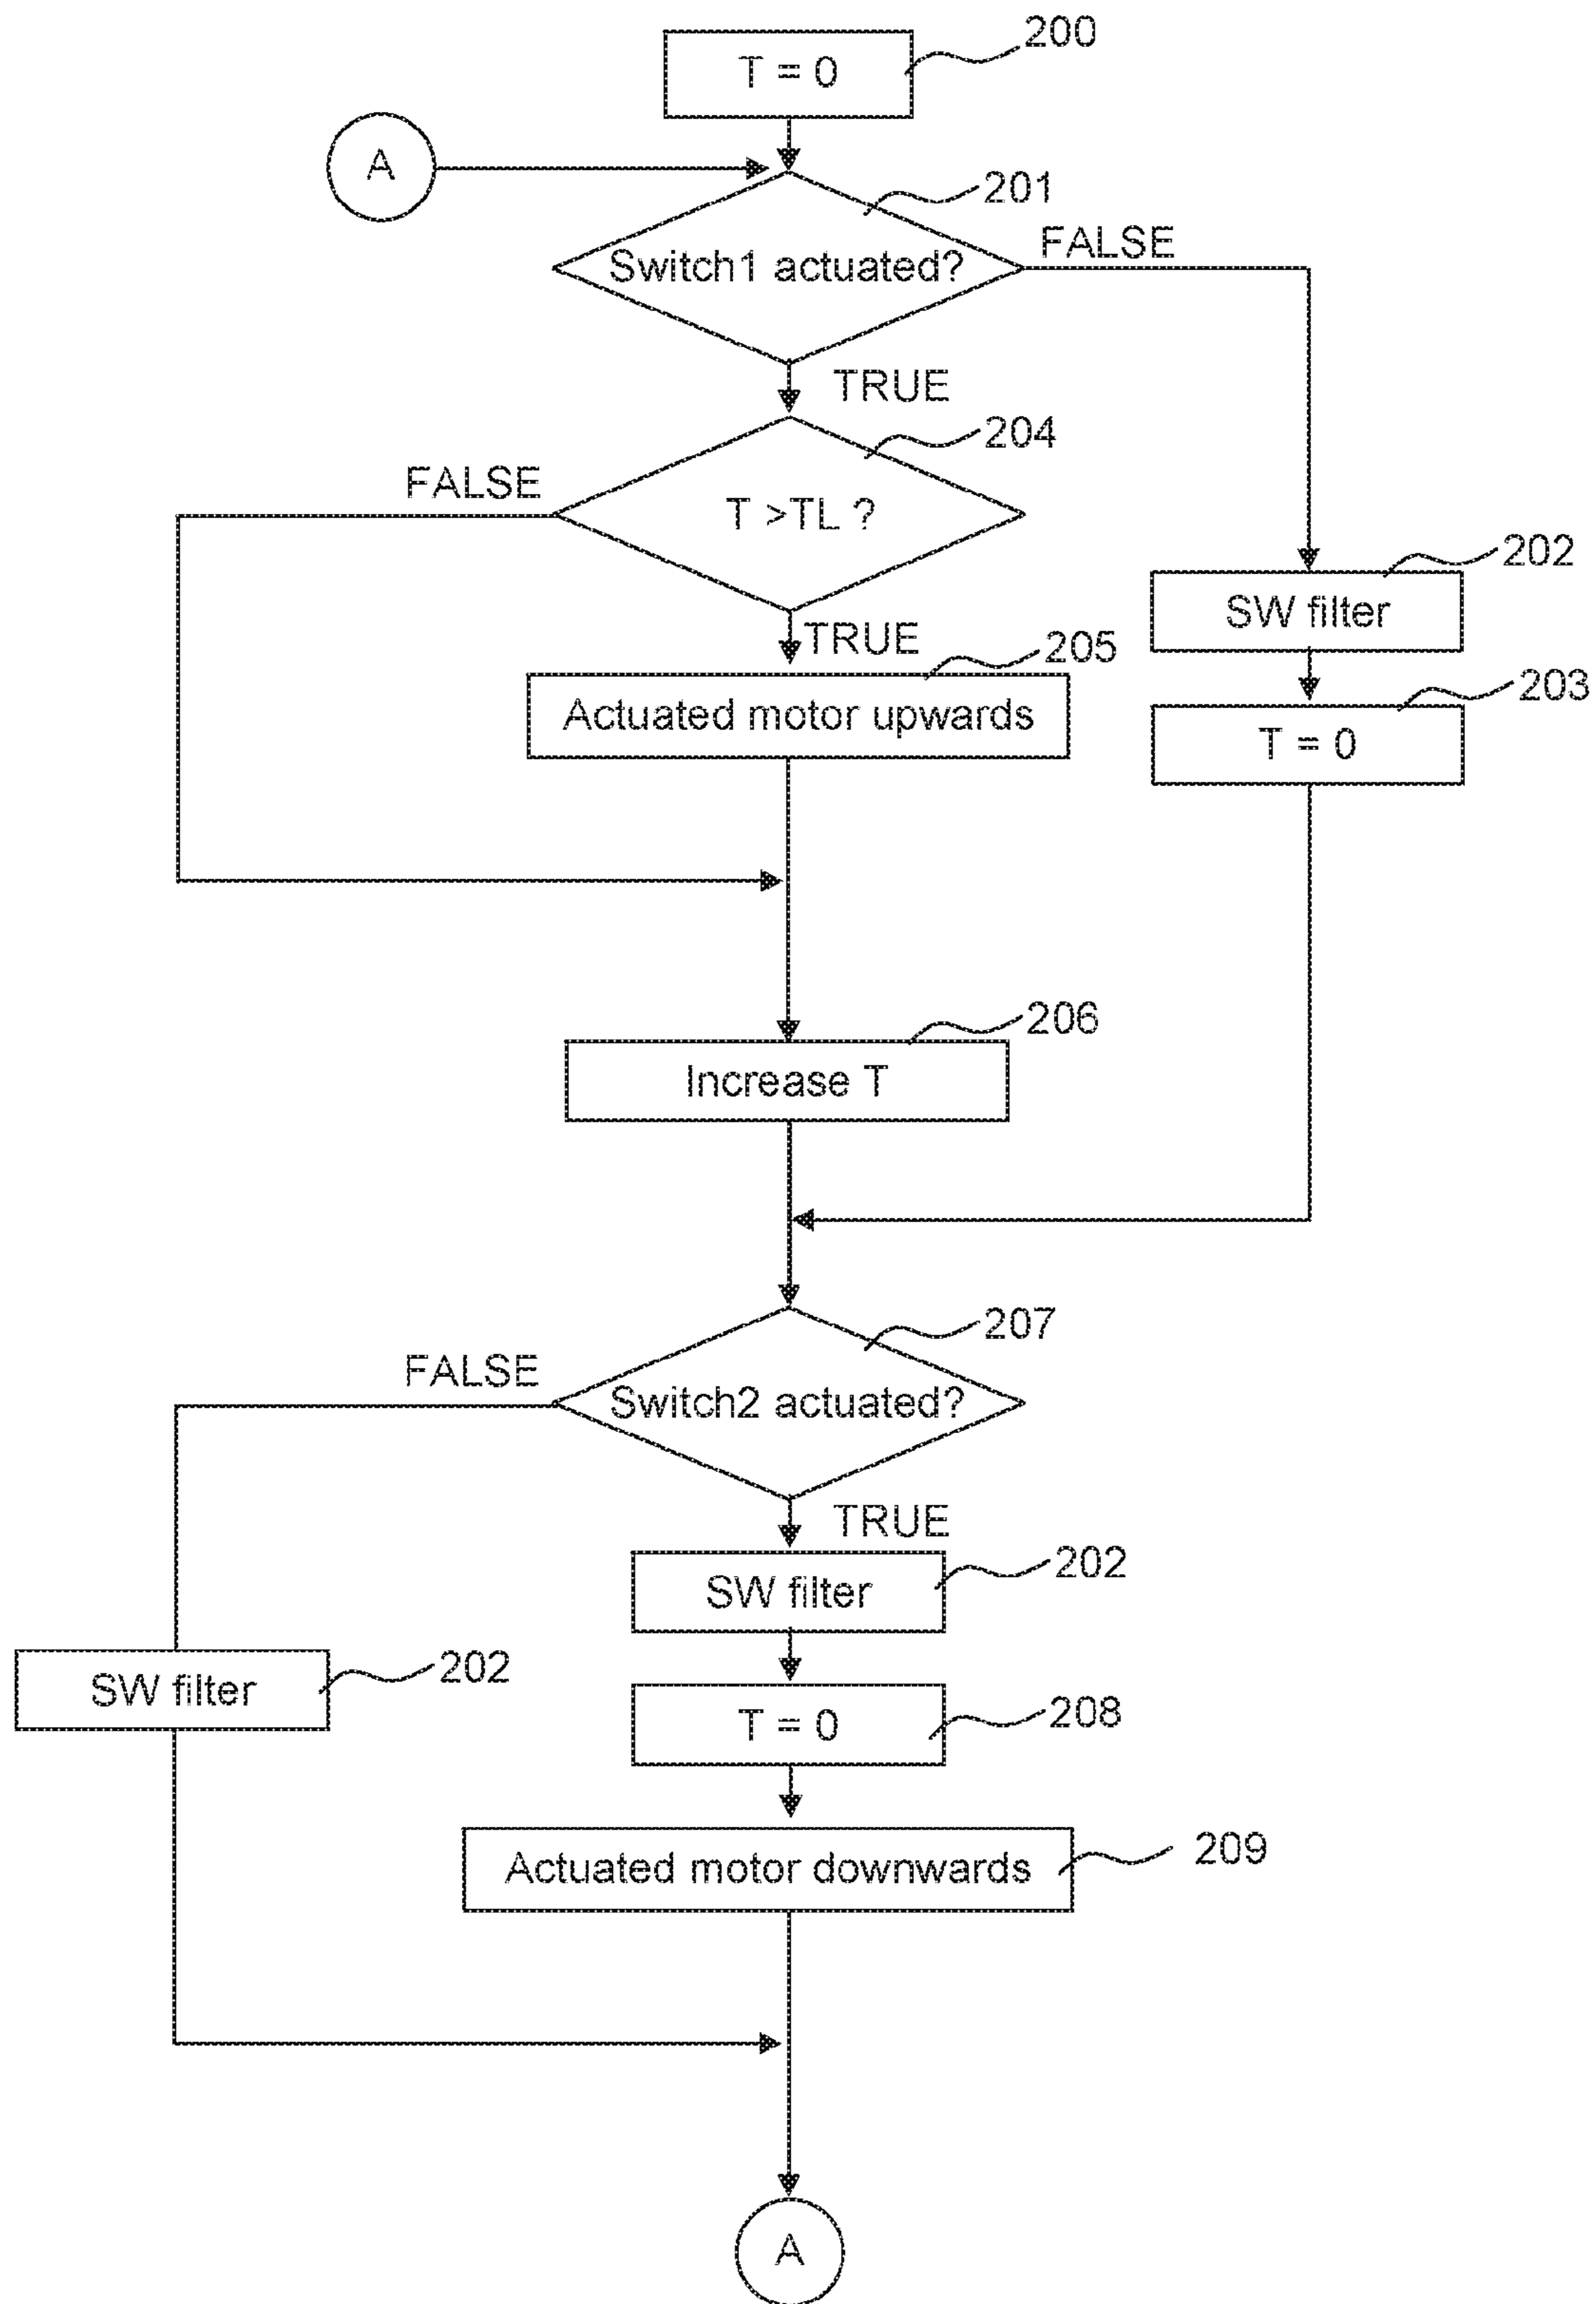 200
T = 0
A
201
Switch1 actuated?
FALSE
TRUE
204
FALSE
T >TL ?
TRUE
202
SW filter
205
Actuated motor upwards
203
T = 0
206
Increase T
207
FALSE
Switch2 actuated?
TRUE
202
SW filter
202
SW filter
208
T = 0
209
Actuated motor downwards
A